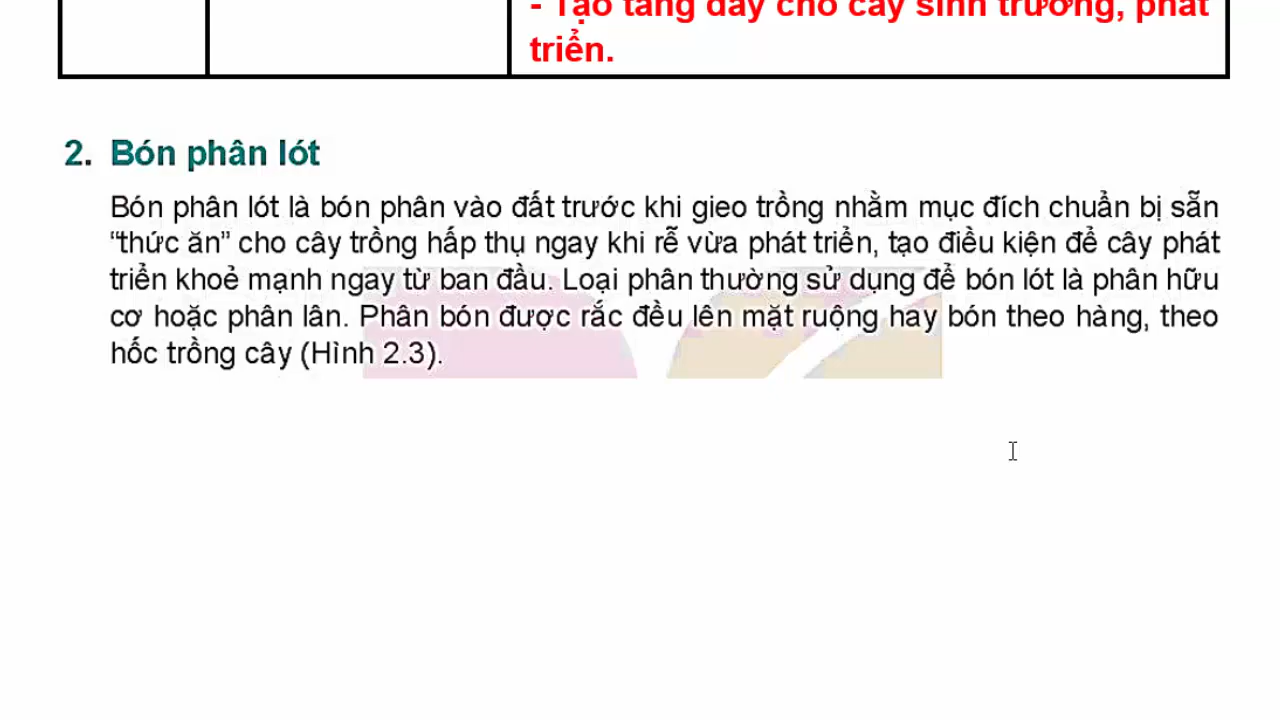 - Tạo tầng dày cho cây sinh trưởng, phát
triển.
2. Bón phân lót
Bón phân lót là bón phân vào đất trước khi gieo trồng nhằm mục đích chuẩn bị sẵn
“thức ăn” cho cây trồng hấp thụ ngay khi rễ vừa phát triển, tạo điều kiện để cây phát
triển khoẻ mạnh ngay từ ban đầu. Loại phân thường sử dụng để bón lót là phân hữu
cơ hoặc phân lân. Phân bón được rắc đều lên mặt ruộng hay bón theo hàng, theo
hốc trồng cây (Hình 2.3).